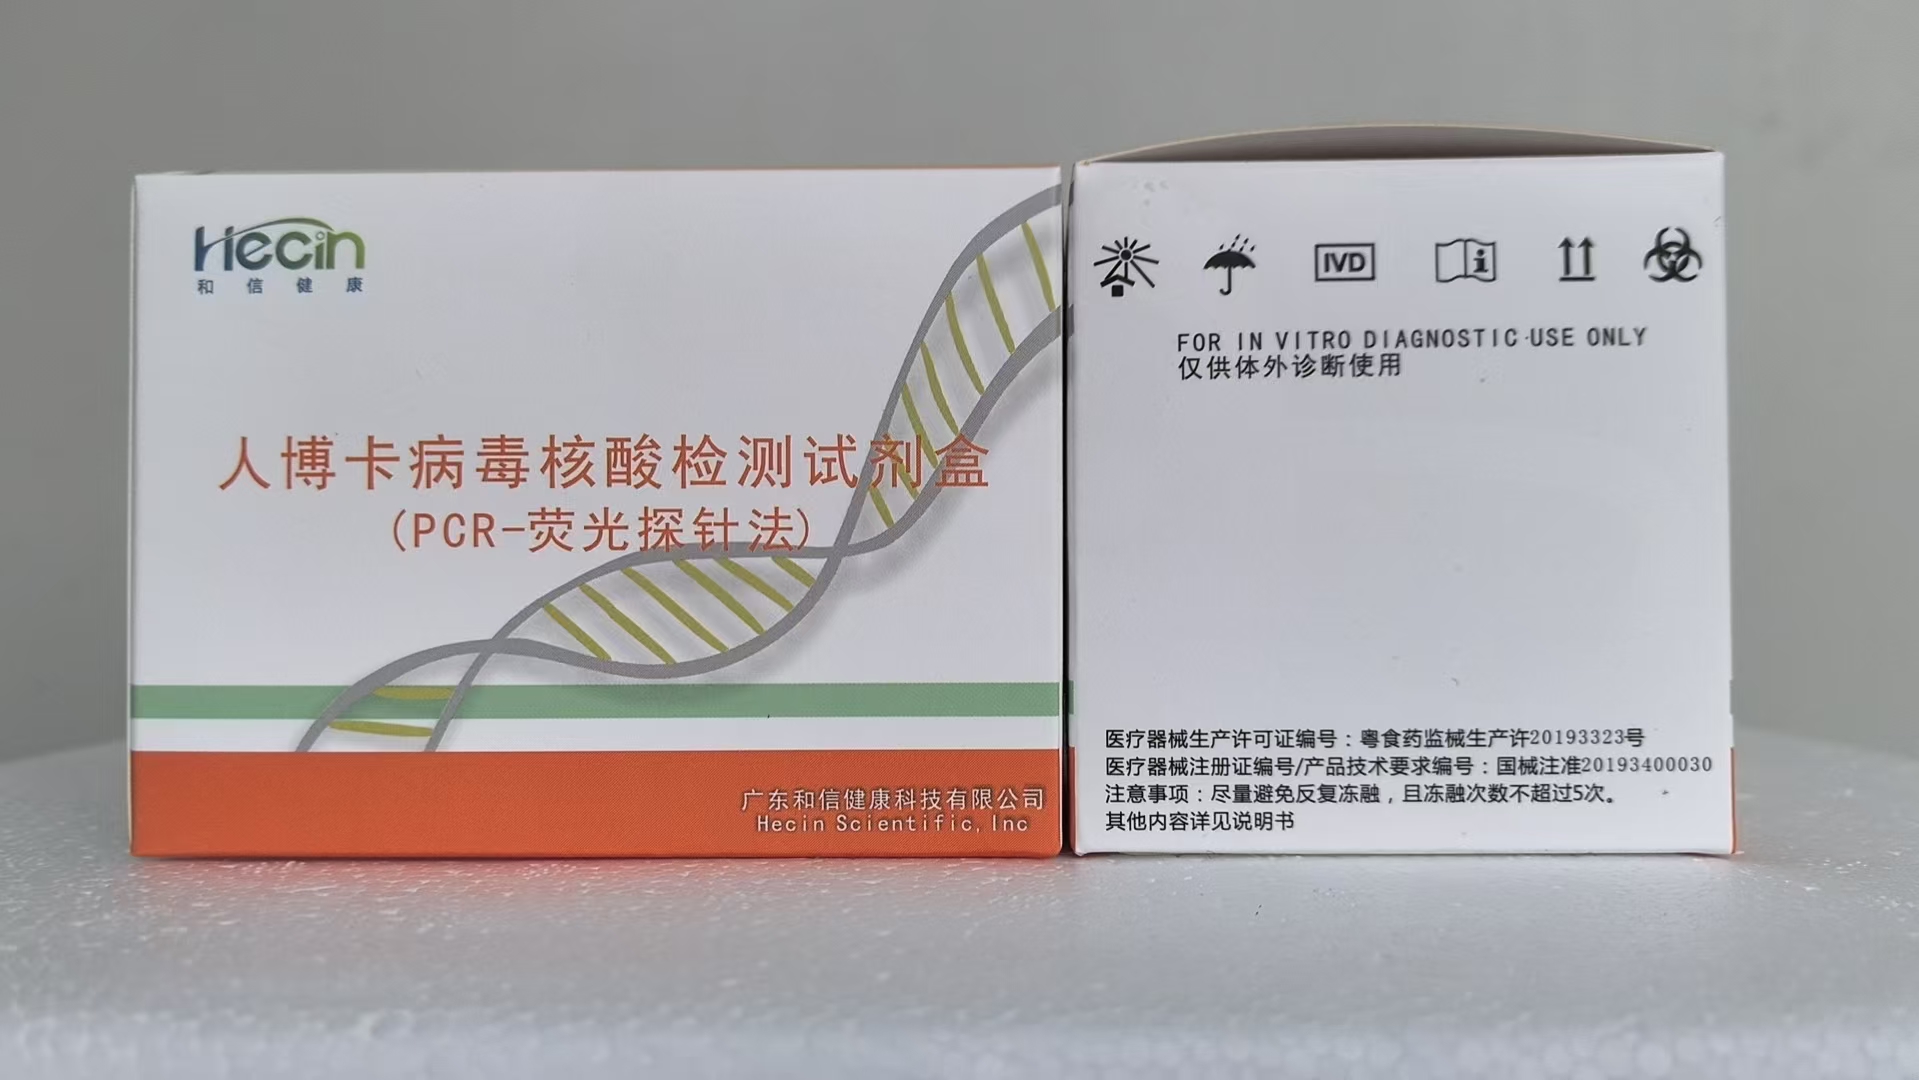 Hecin
和信健康
人博卡病毒核酸检测试剂盒
(PCR-荧光探针法)
广东和信健康科技有限公司
Hecin Scientific, Inc
IVD
i
FOR IN VITRO DIAGNOSTIC USE ONLY
仅供体外诊断使用
医疗器械生产许可证编号：粤食药监械生产许20193323号
医疗器械注册证编号/产品技术要求编号：国械注准20193400030
注意事项：尽量避免反复冻融，且冻融次数不超过5次。
其他内容详见说明书